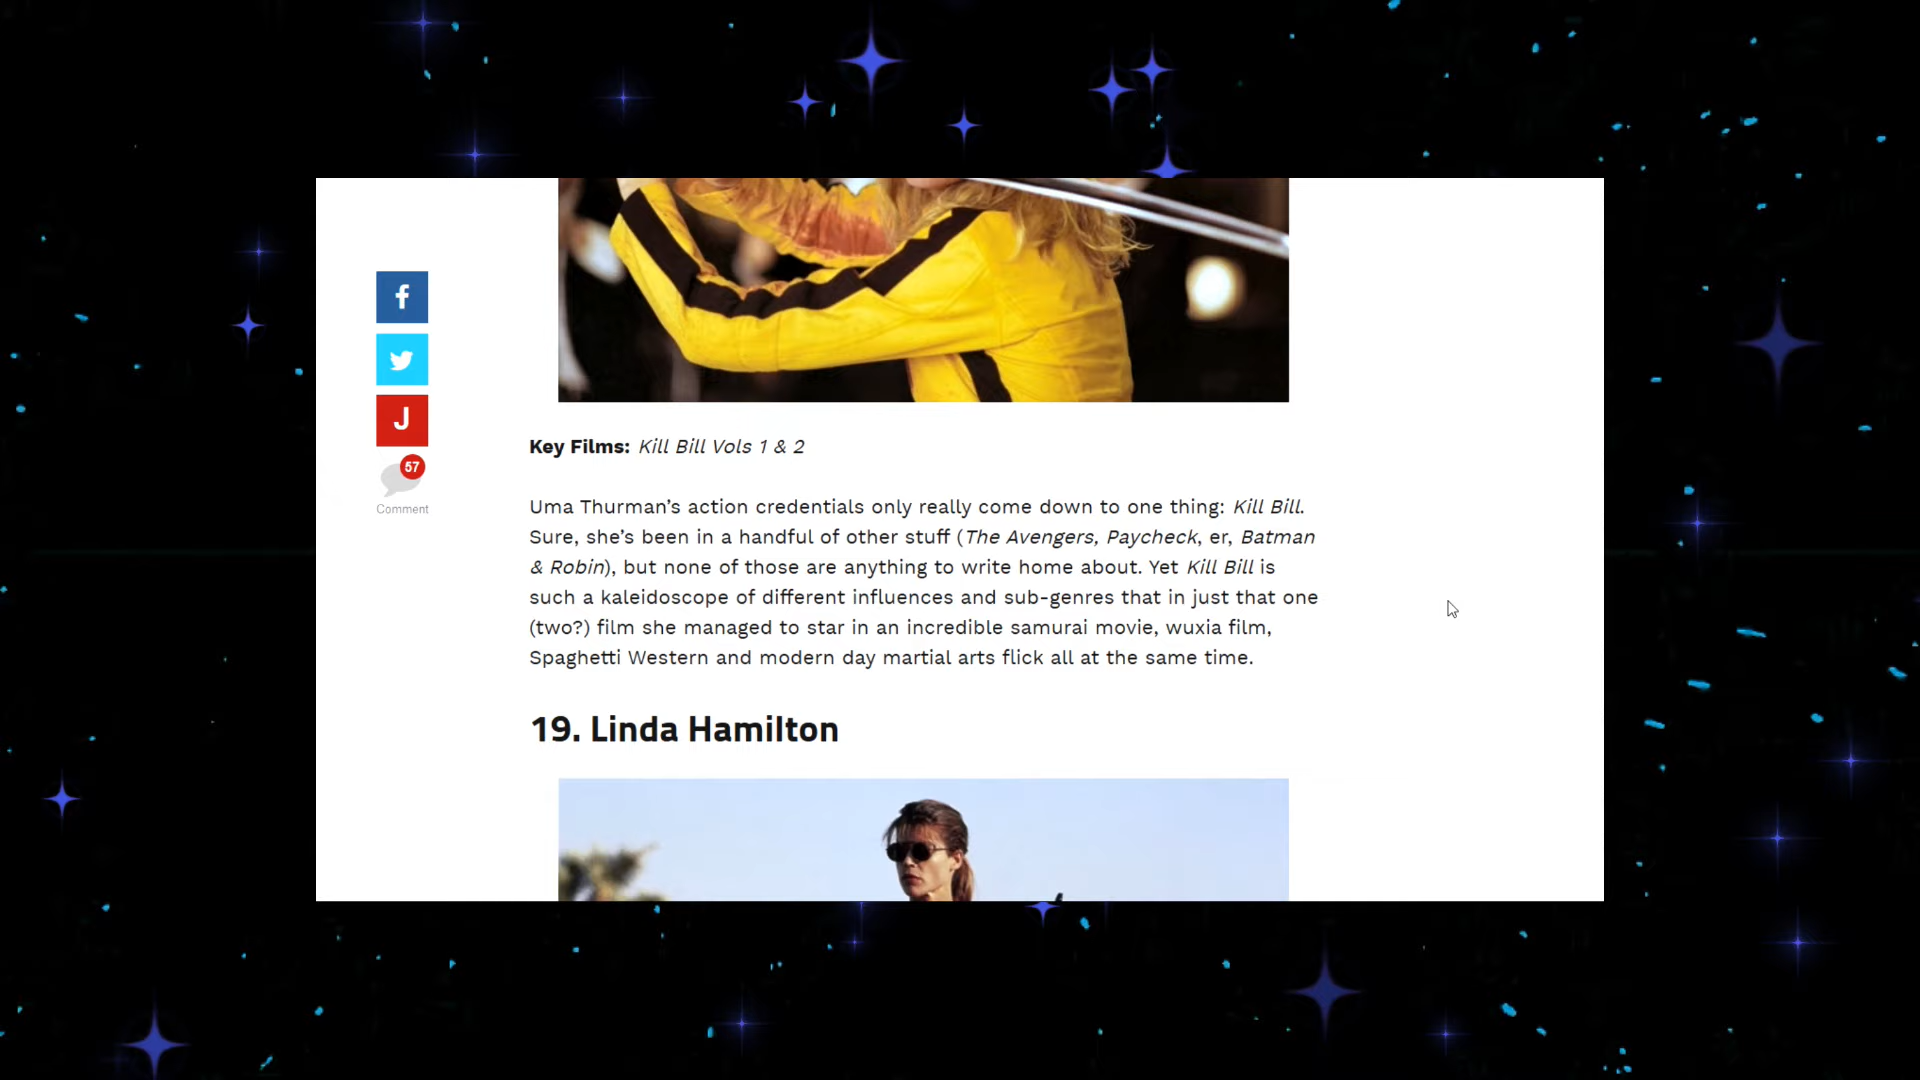 f
J
57
Comment
Key Films: Kill Bill Vols 1 & 2
Uma Thurman’s action credentials only really come down to one thing: Kill Bill.
Sure, she’s been in a handful of other stuff (The Avengers, Paycheck, er, Batman
& Robin), but none of those are anything to write home about. Yet Kill Bill is
such a kaleidoscope of different influences and sub-genres that in just that one
(two?) film she managed to star in an incredible samurai movie, wuxia film,
Spaghetti Western and modern day martial arts flick all at the same time.
19. Linda Hamilton